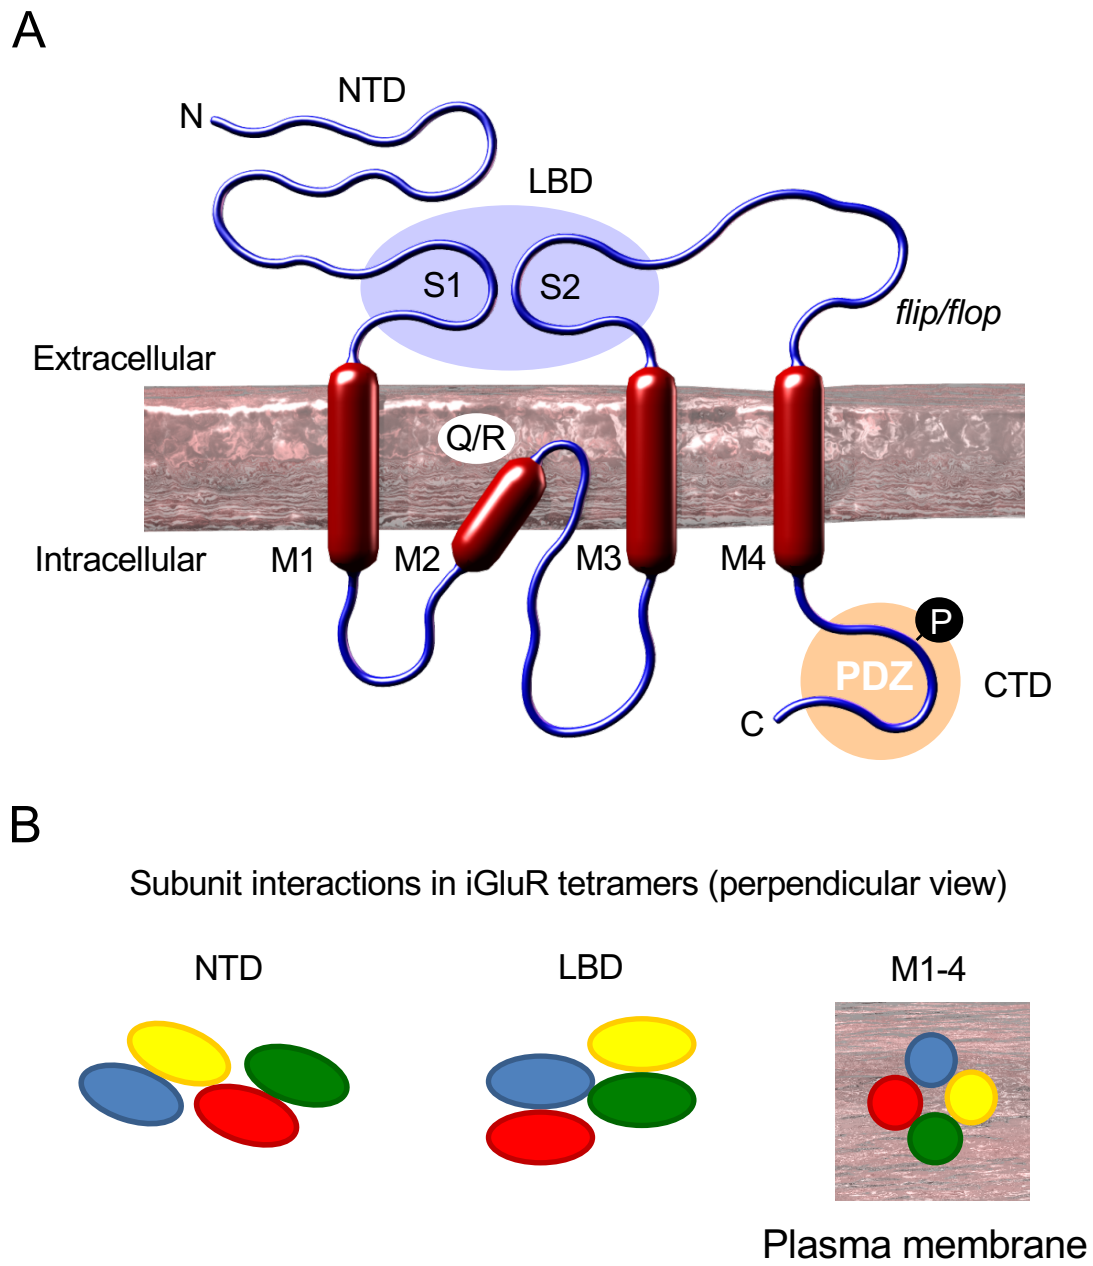 A
NTD
N
LBD
S1 S2
flip/flop
Extracellular
Q/R
Intracellular
M1 M2 M3 M4
P
PDZ
CTD
C
B
Subunit interactions in iGluR tetramers (perpendicular view)
NTD LBD M1-4
Plasma membrane